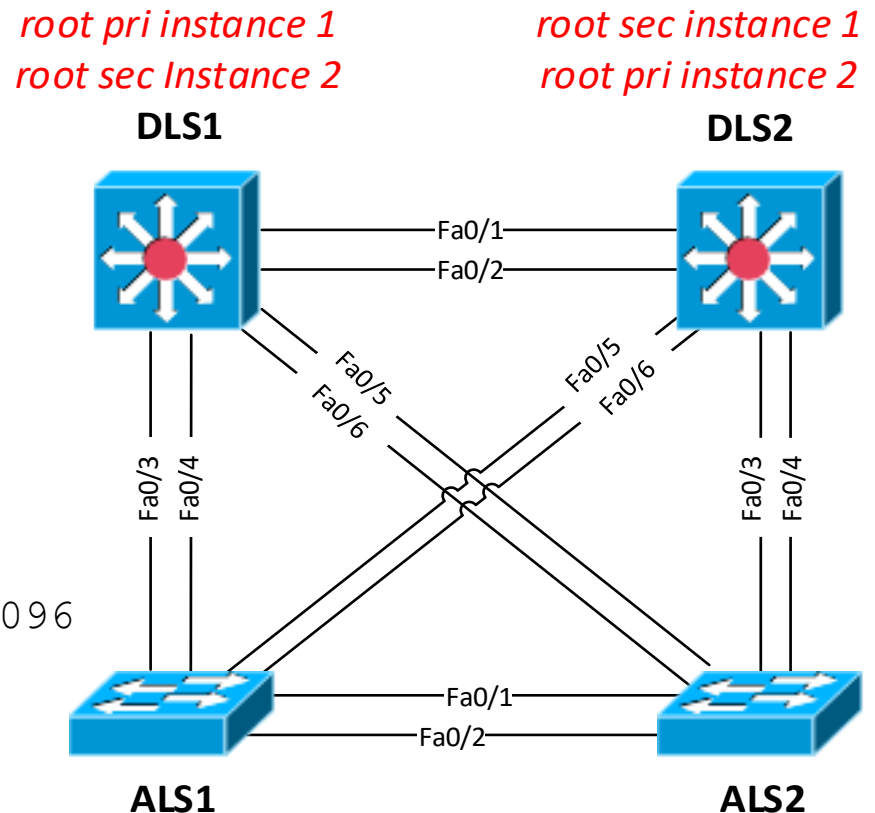 root pri instance 1
root sec Instance 2
root sec instance 1
root pri instance 2
DLS1
DLS2
Fa0/1
Fa0/2
Fa0/5
Fa0/6
Fa0/5
Fa0/6
Fa0/3
Fa0/4
Fa0/3
Fa0/4
096
Fa0/1
Fa0/2
ALS1
ALS2